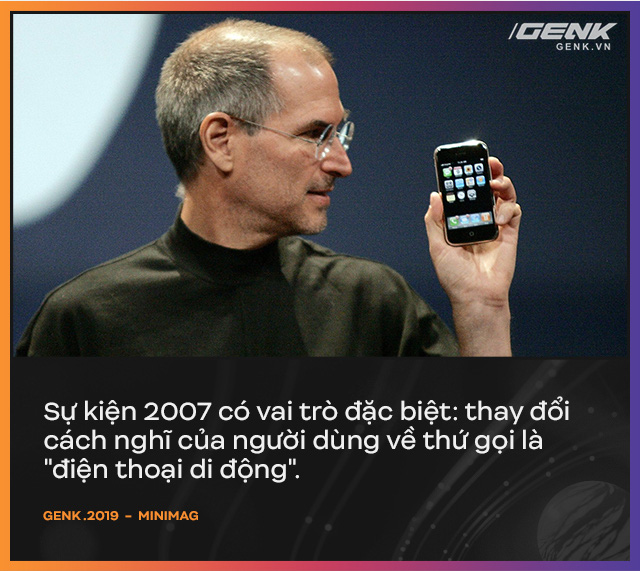 GENK
GENK.VN
Sự kiện 2007 có vai trò đặc biệt: thay đổi
cách nghĩ của người dùng về thứ gọi là
"điện thoại di động".
GENK.2019 - MINIMAG